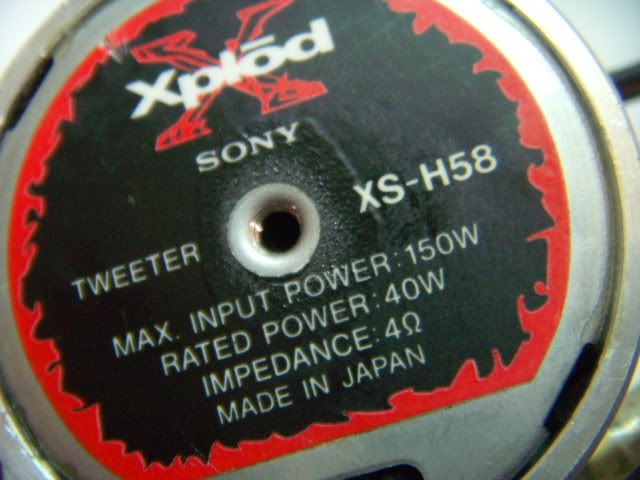 Xplōd
SONY
XS-H58
TWEETER
MAX. INPUT POWER:150W
RATED POWER:40W
IMPEDANCE:4Ω
MADE IN JAPAN